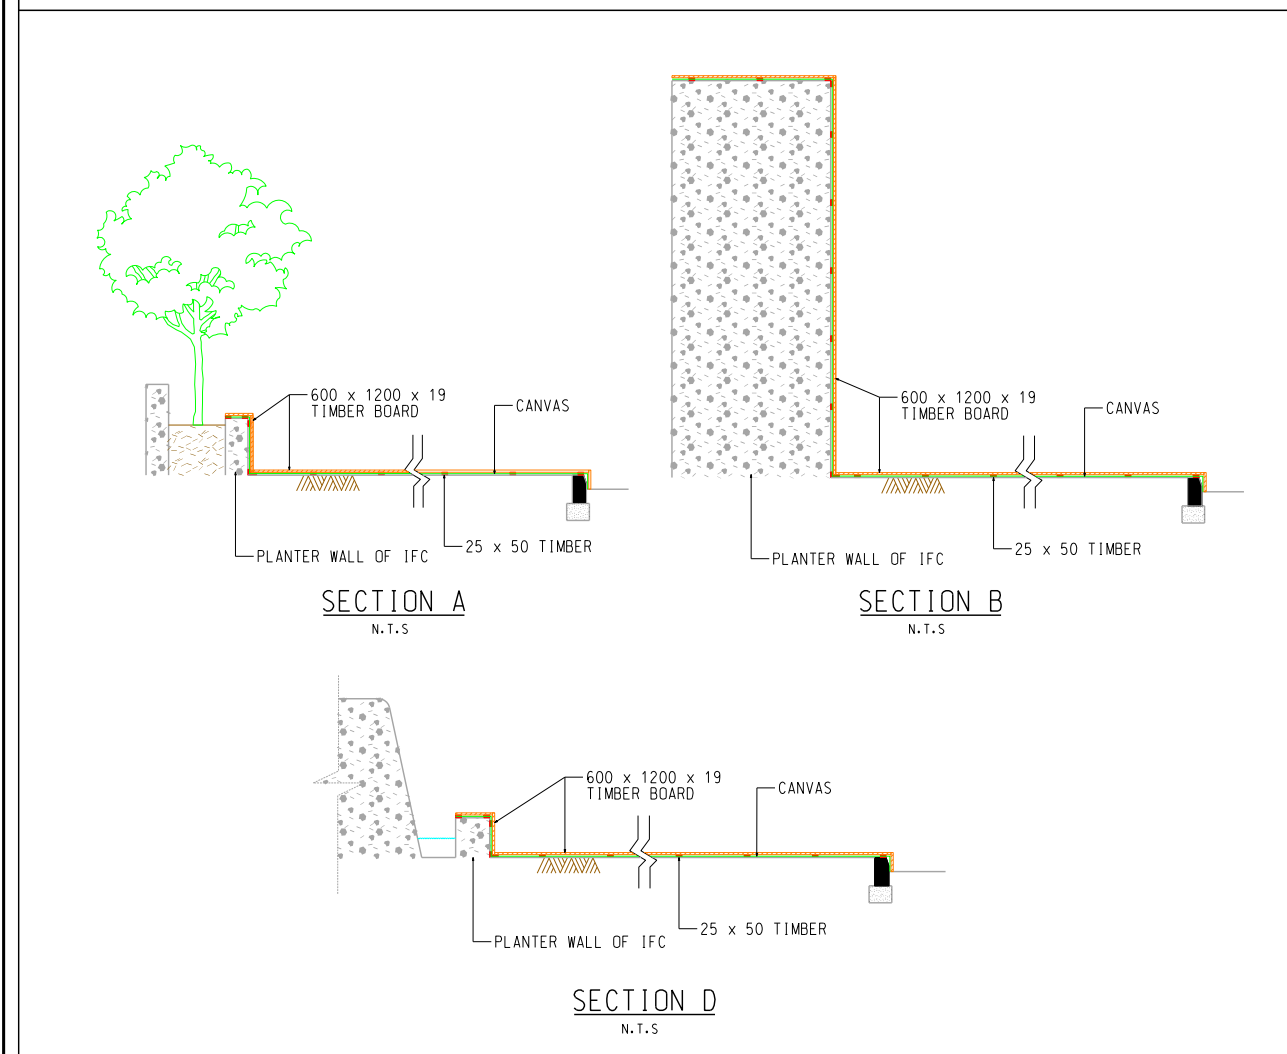 600 x 1200 x 19
TIMBER BOARD
CANVAS
25 x 50 TIMBER
PLANTER WALL OF IFC
SECTION A
N.T.S
600 x 1200 x 19
TIMBER BOARD
CANVAS
25 x 50 TIMBER
PLANTER WALL OF IFC
SECTION B
N.T.S
600 x 1200 x 19
TIMBER BOARD
CANVAS
25 x 50 TIMBER
PLANTER WALL OF IFC
SECTION D
N.T.S